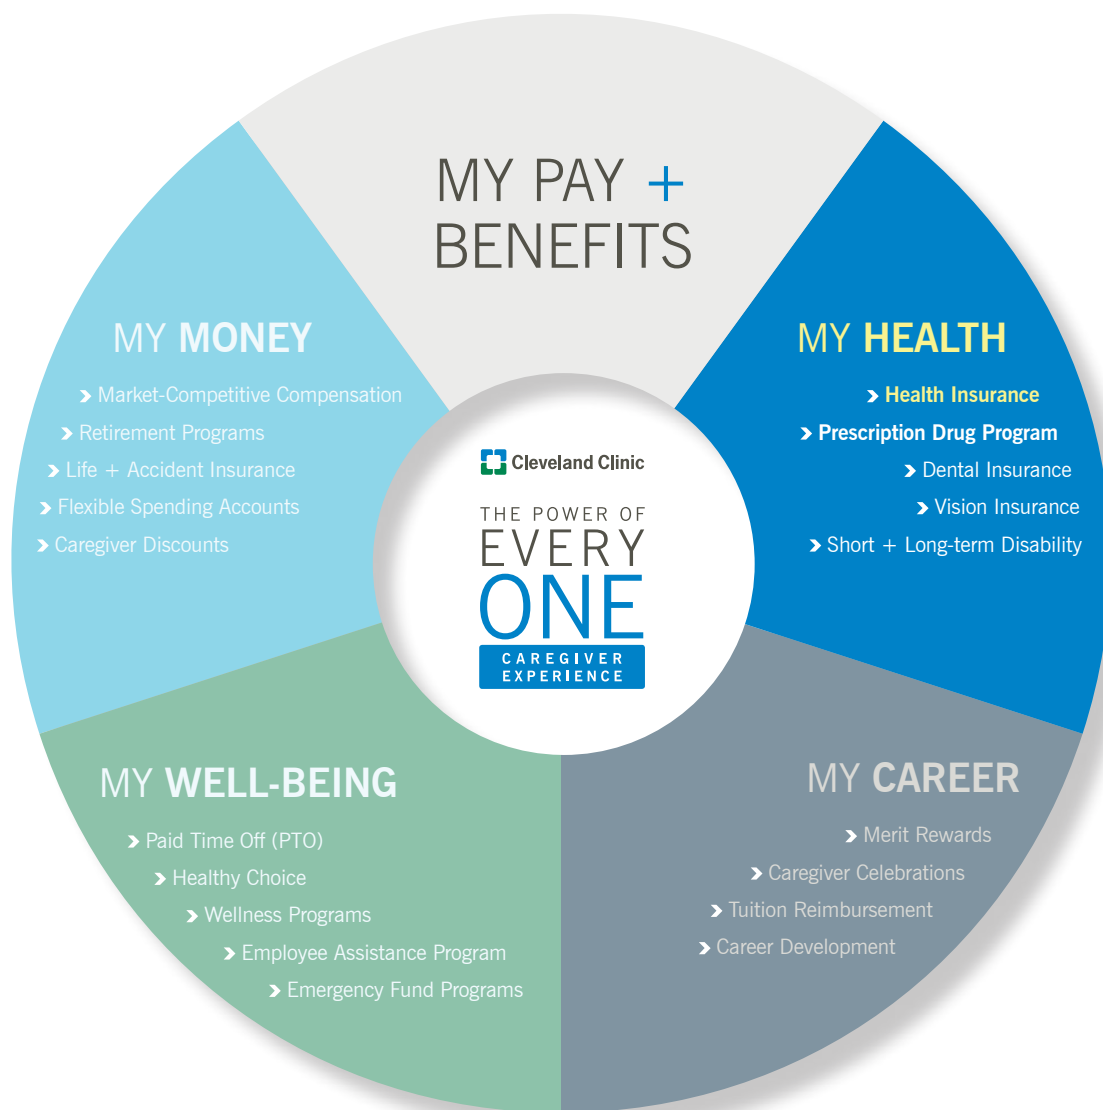 MY PAY +
BENEFITS
MY MONEY
› Market-Competitive Compensation
› Retirement Programs
› Life + Accident Insurance
› Flexible Spending Accounts
› Caregiver Discounts
MY HEALTH
› Health Insurance
› Prescription Drug Program
› Dental Insurance
› Vision Insurance
› Short + Long-term Disability
Cleveland Clinic
THE POWER OF
EVERY
ONE
CAREGIVER
EXPERIENCE
MY WELL-BEING
› Paid Time Off (PTO)
› Healthy Choice
› Wellness Programs
› Employee Assistance Program
› Emergency Fund Programs
MY CAREER
› Merit Rewards
› Caregiver Celebrations
› Tuition Reimbursement
› Career Development